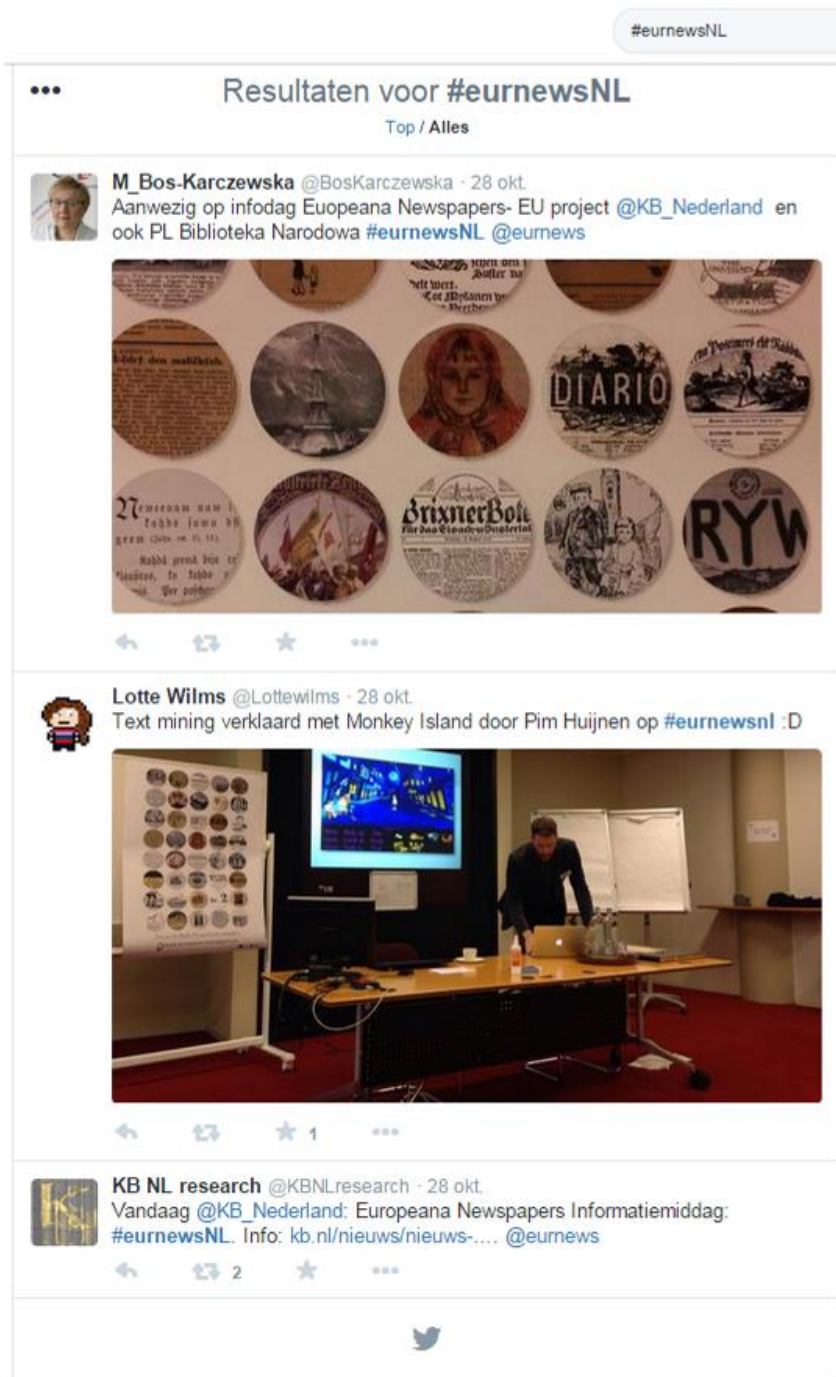 #eurnewsNL
Resultaten voor #eurnewsNL
Top / Alles
M_Bos-Karczewska @BosKarczewska · 28 okt.
Aanwezig op infodag Euopeana Newspapers- EU project @KB_Nederland en
ook PL Biblioteka Narodowa #eurnewsNL @eurnews
DIARIO
BrixnerBote
RYW
Lotte Wilms @Lottewilms · 28 okt.
Text mining verklaard met Monkey Island door Pim Huijnen op #eurnewsnl :D
1
KB NL research @KBNLresearch · 28 okt.
Vandaag @KB_Nederland: Europeana Newspapers Informatiemiddag:
#eurnewsNL. Info: kb.nl/nieuws/nieuws-.... @eurnews
2